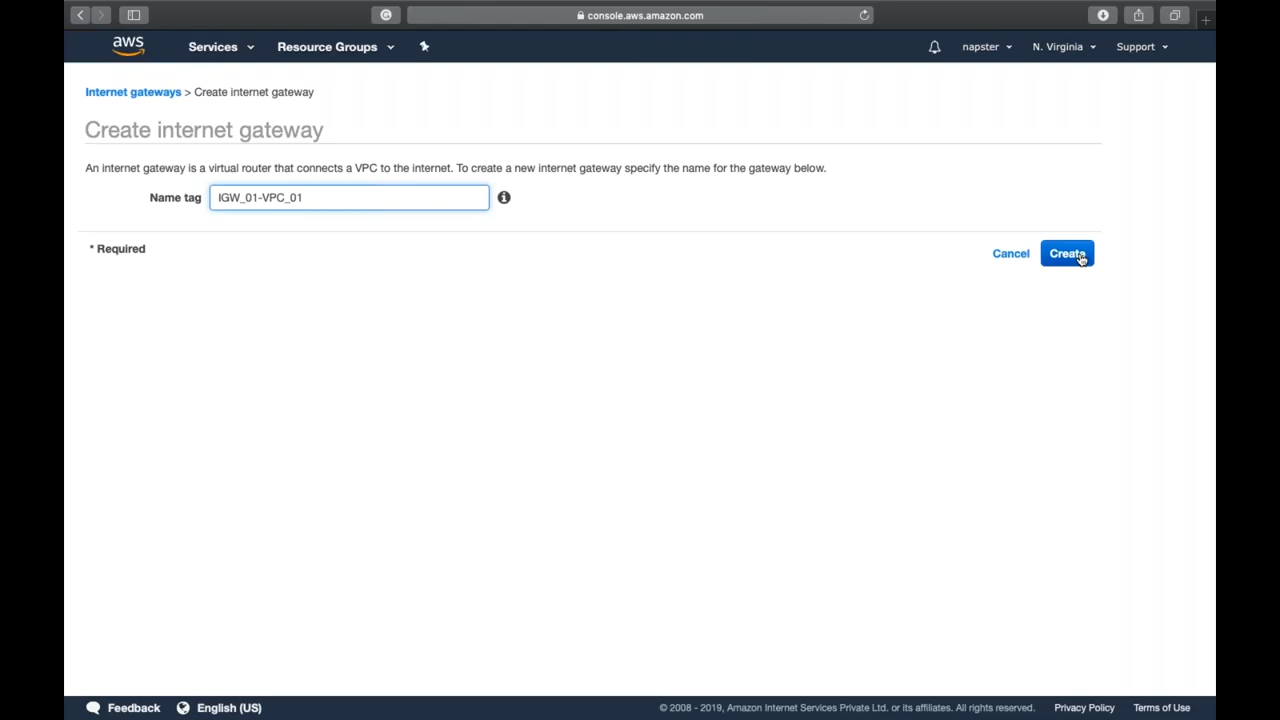 console.aws.amazon.com
aws
Services
Resource Groups
napster
N. Virginia
Support
Internet gateways > Create internet gateway
Create internet gateway
An internet gateway is a virtual router that connects a VPC to the internet. To create a new internet gateway specify the name for the gateway below.
Name tag IGW_01-VPC_01
* Required
Cancel
Create
Feedback
English (US)
© 2008 - 2019, Amazon Internet Services Private Ltd. or its affiliates. All rights reserved.
Privacy Policy
Terms of Use